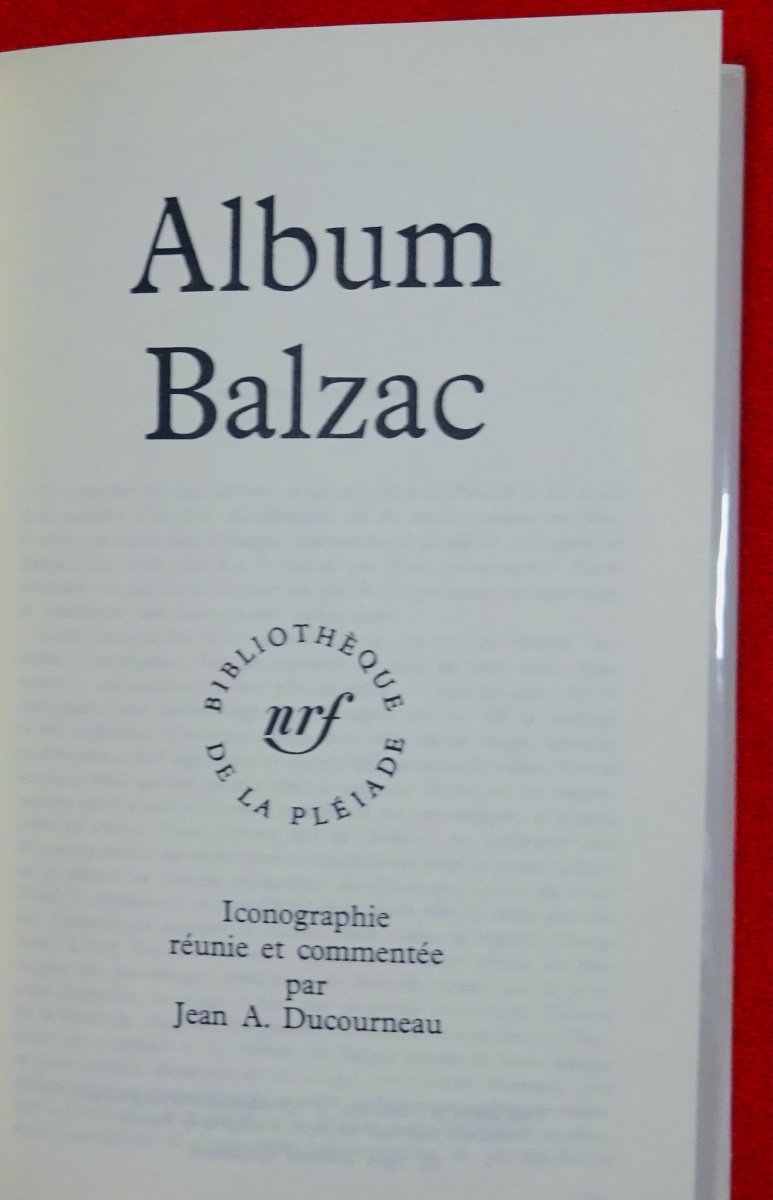 Album
Balzac
BIBLIOTHÈQUE
nrf
DE LA PLÉIADE
Iconographie
réunie et commentée
par
Jean A. Ducourneau